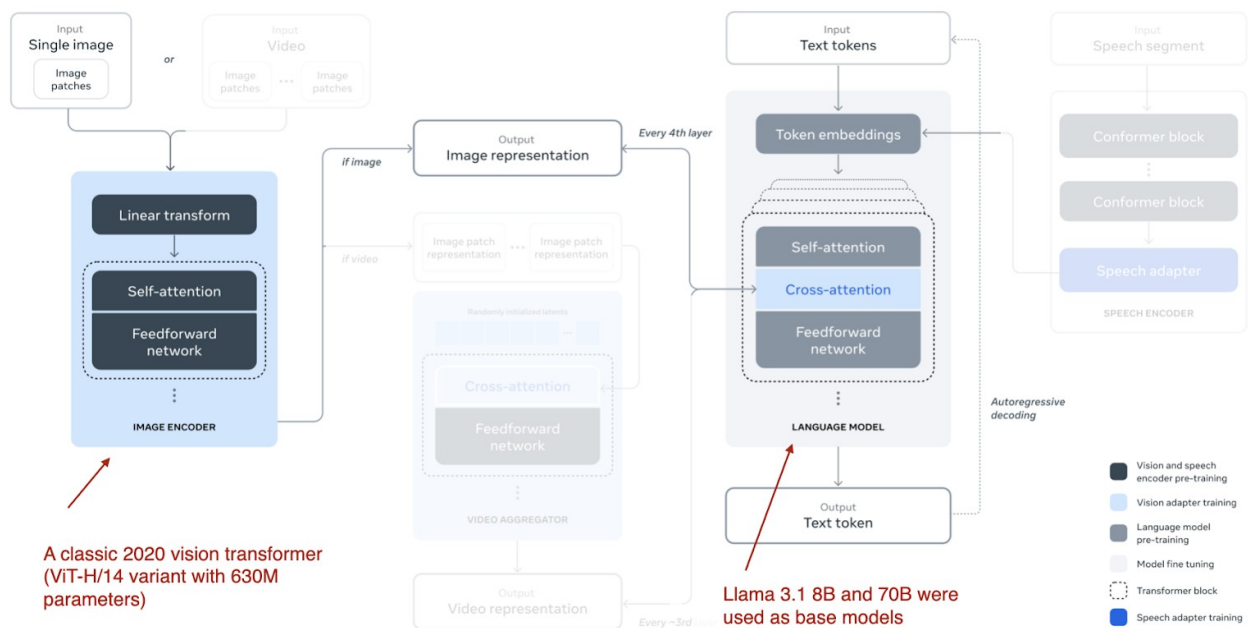 Input
Single image
Image
patches
or
Input
Video
Image
patches
...
Image
patches
Linear transform
Self-attention
Feedforward
network
IMAGE ENCODER
A classic 2020 vision transformer
(ViT-H/14 variant with 630M
parameters)
if image
if video
Output
Image representation
Image patch
representation
...
Image patch
representation
Randomly initialized latents
Cross-attention
Feedforward
network
VIDEO AGGREGATOR
Output
Video representation
Every 4th layer
Every ~3rd
Input
Text tokens
Token embeddings
Self-attention
Cross-attention
Feedforward
network
LANGUAGE MODEL
Output
Text token
Llama 3.1 8B and 70B were
used as base models
Autoregressive
decoding
Input
Speech segment
Conformer block
Conformer block
Speech adapter
SPEECH ENCODER
Vision and speech
encoder pre-training
Vision adapter training
Language model
pre-training
Model fine tuning
Transformer block
Speech adapter training